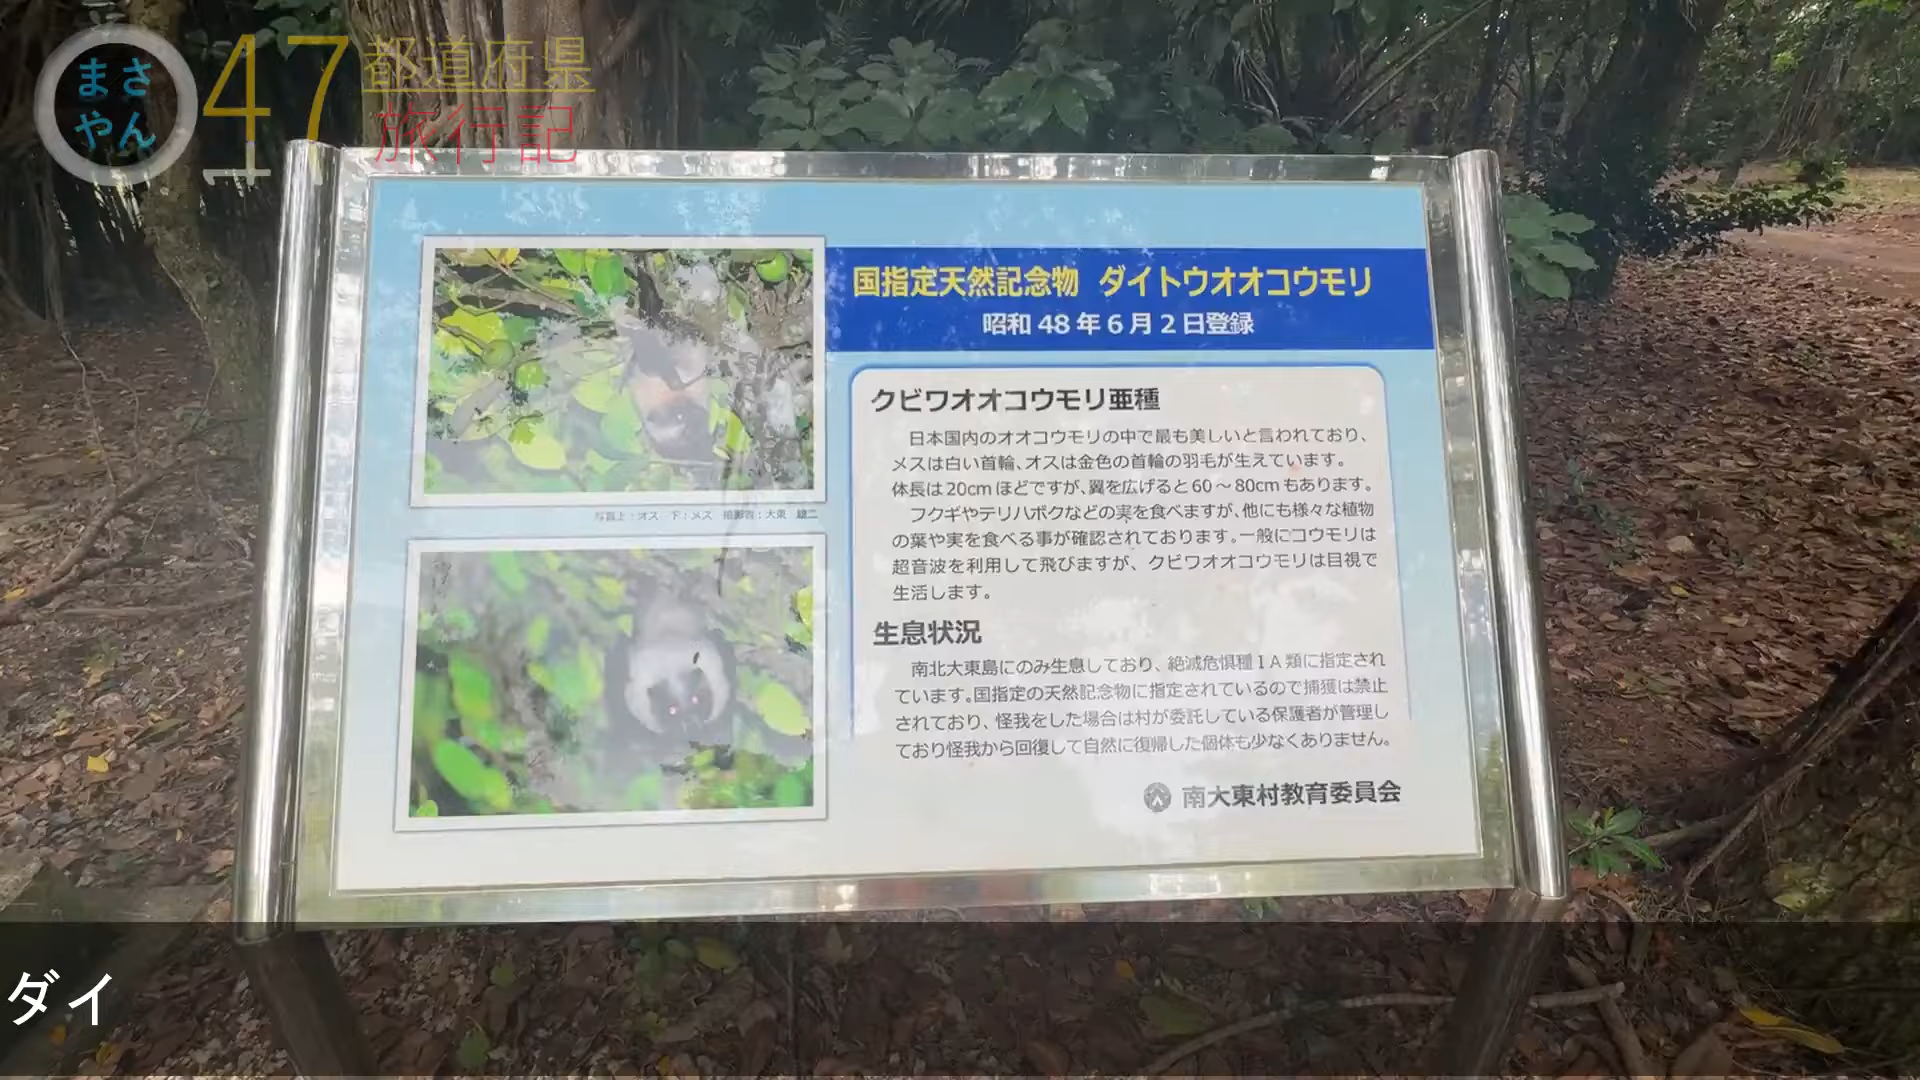 まさ
やん
47
都道府県
旅行記
国指定天然記念物 ダイトウオオコウモリ
昭和 48 年 6 月 2 日登録
クビワオオコウモリ亜種
日本国内のオオコウモリの中で最も美しいと言われており、
メスは白い首輪、オスは金色の首輪の羽毛が生えています。
体長は20cmほどですが、翼を広げると60～80cmもあります。
フクギやテリハボクなどの実を食べますが、他にも様々な植物
の葉や実を食べる事が確認されております。一般にコウモリは
超音波を利用して飛びますが、クビワオオコウモリは目視で
生活します。
写真上：オス 下：メス 撮影者：大東
生息状況
南北大東島にのみ生息しており、絶滅危惧種ⅠA類に指定され
ています。国指定の天然記念物に指定されているので捕獲は禁止
されており、怪我をした場合は村が委託している保護者が管理し
ており怪我から回復して自然に復帰した個体も少なくありません。
南大東村教育委員会
ダイ